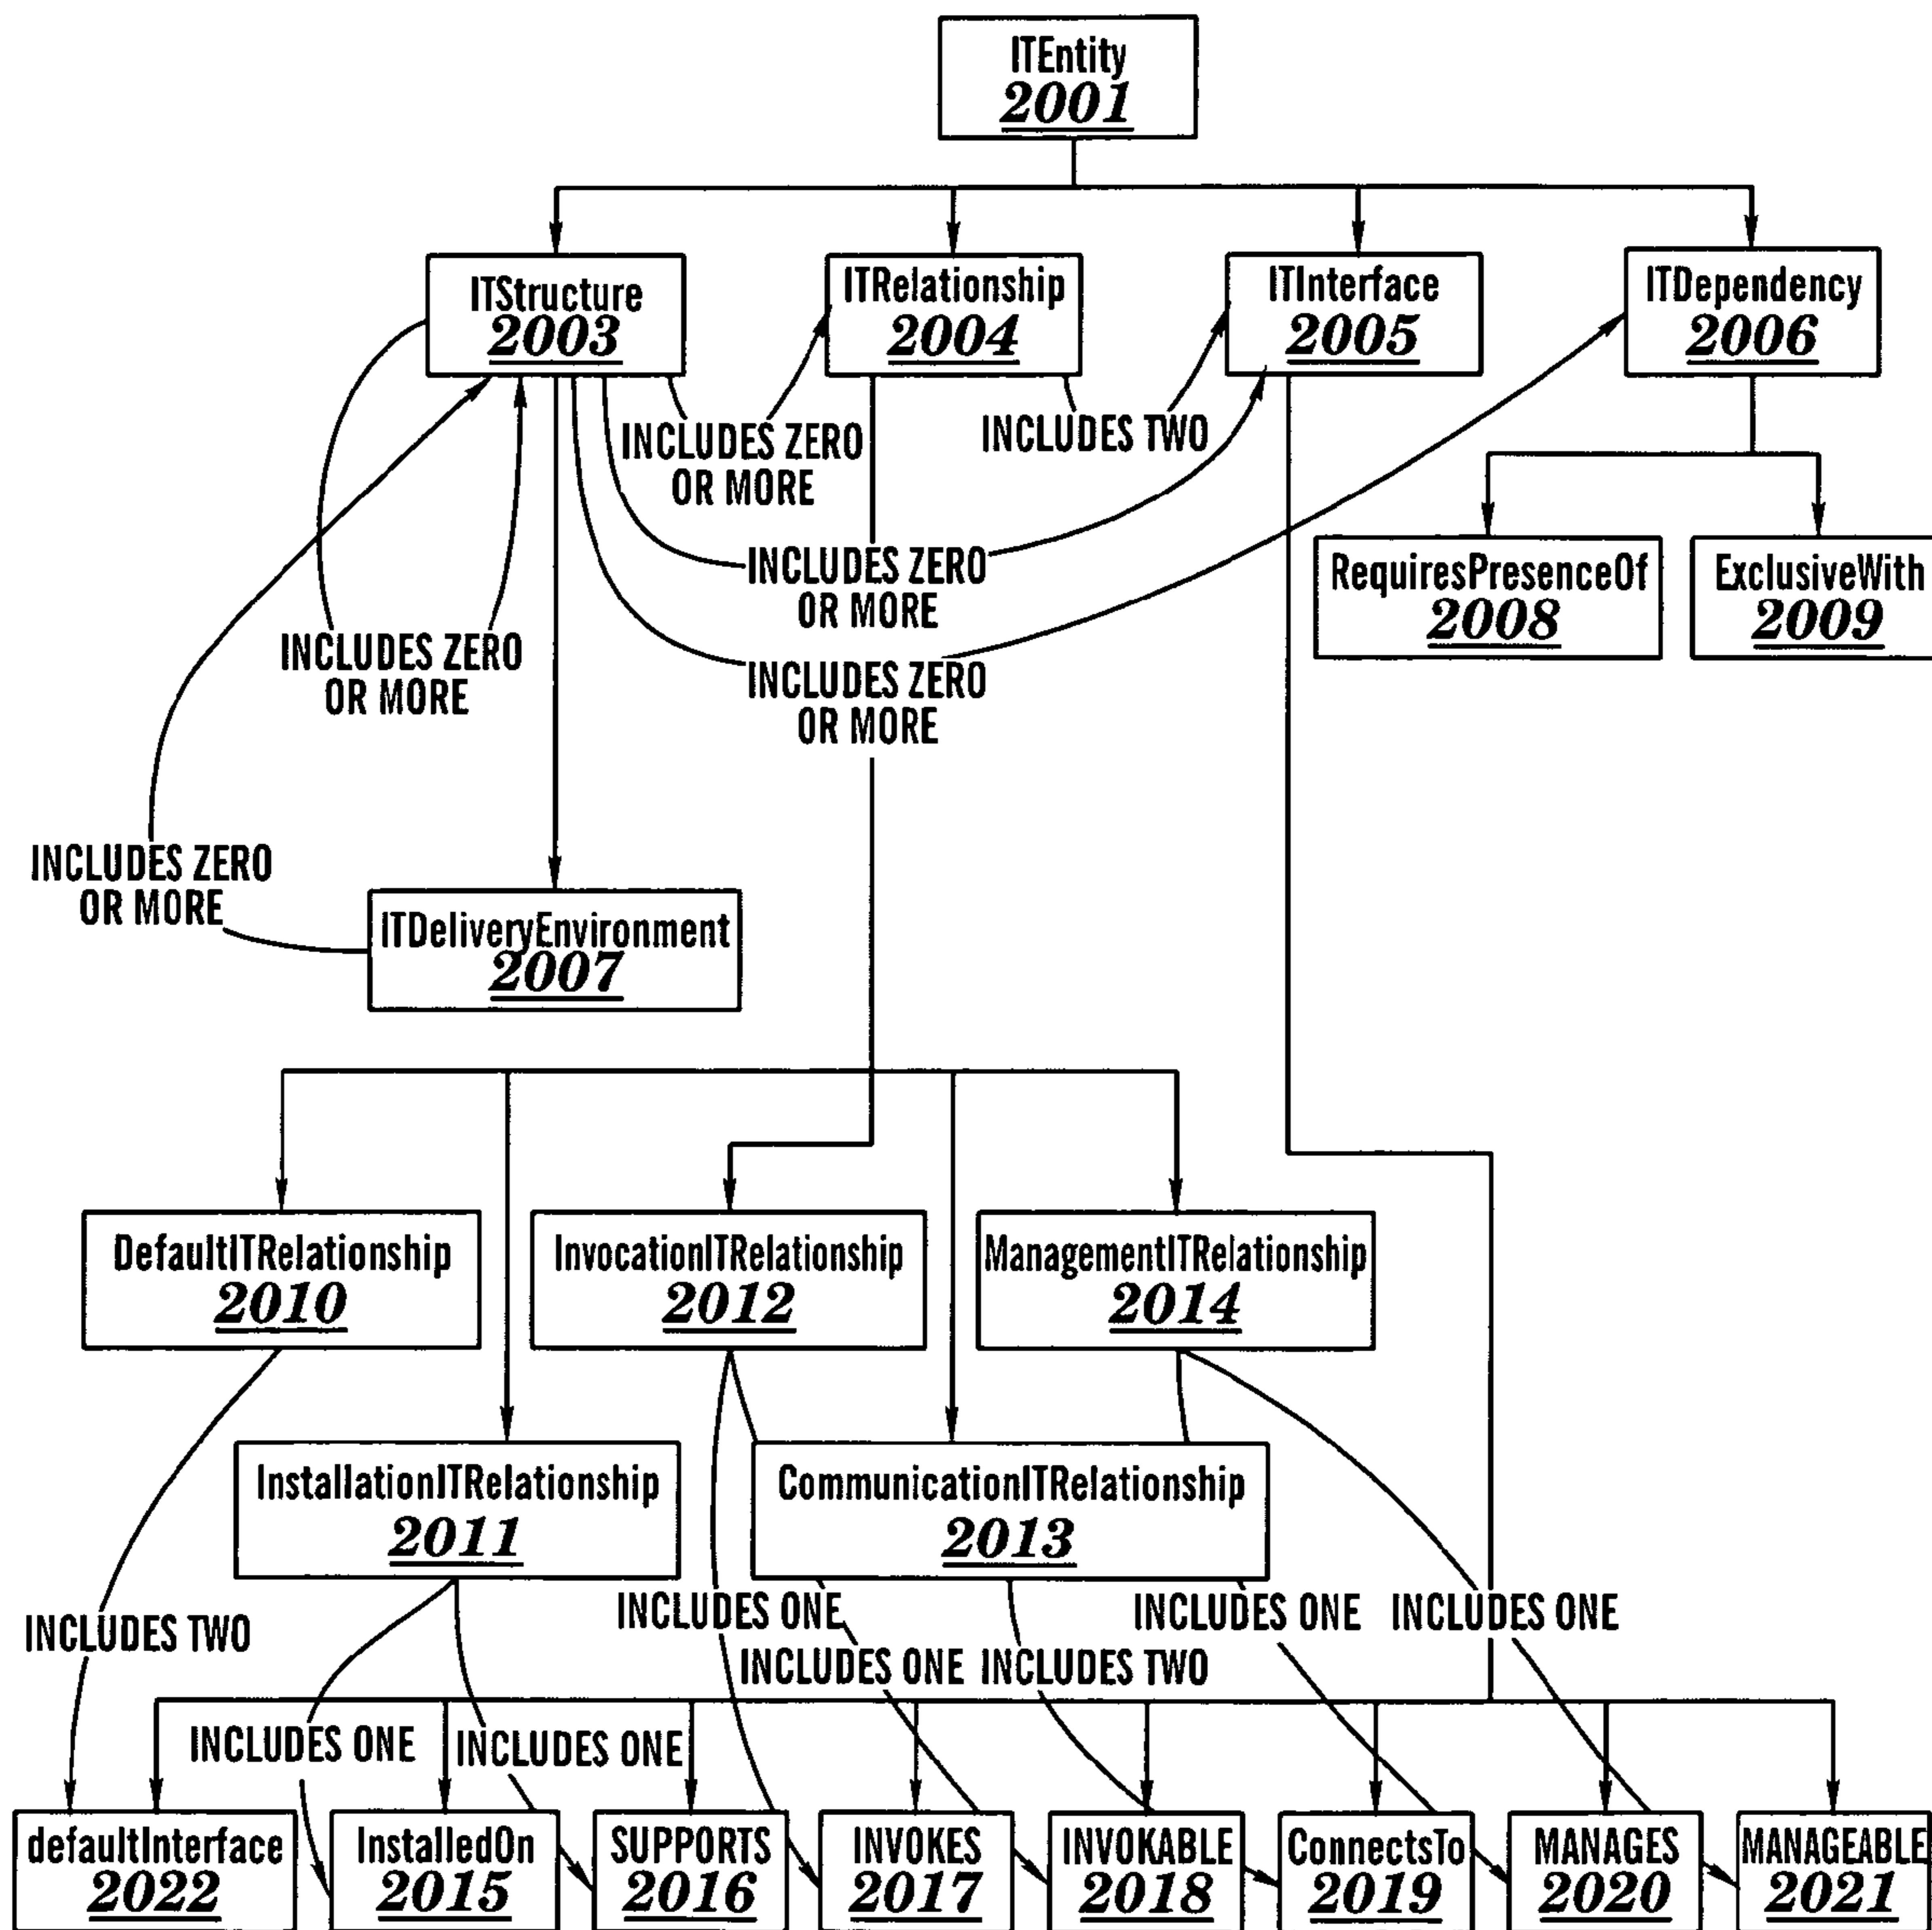 ITEntity
2001
ITStructure
2003
ITRelationship
2004
ITInterface
2005
ITDependency
2006
INCLUDES ZERO
OR MORE
INCLUDES TWO
INCLUDES ZERO
OR MORE
RequiresPresenceOf
2008
ExclusiveWith
2009
INCLUDES ZERO
OR MORE
INCLUDES ZERO
OR MORE
INCLUDES ZERO
OR MORE
ITDeliveryEnvironment
2007
DefaultITRelationship
2010
InvocationITRelationship
2012
ManagementITRelationship
2014
InstallationITRelationship
2011
CommunicationITRelationship
2013
INCLUDES TWO
INCLUDES ONE
INCLUDES ONE
INCLUDES TWO
INCLUDES ONE
INCLUDES ONE
INCLUDES ONE
INCLUDES ONE
defaultInterface
2022
InstalledOn
2015
SUPPORTS
2016
INVOKES
2017
INVOKABLE
2018
ConnectsTo
2019
MANAGES
2020
MANAGEABLE
2021